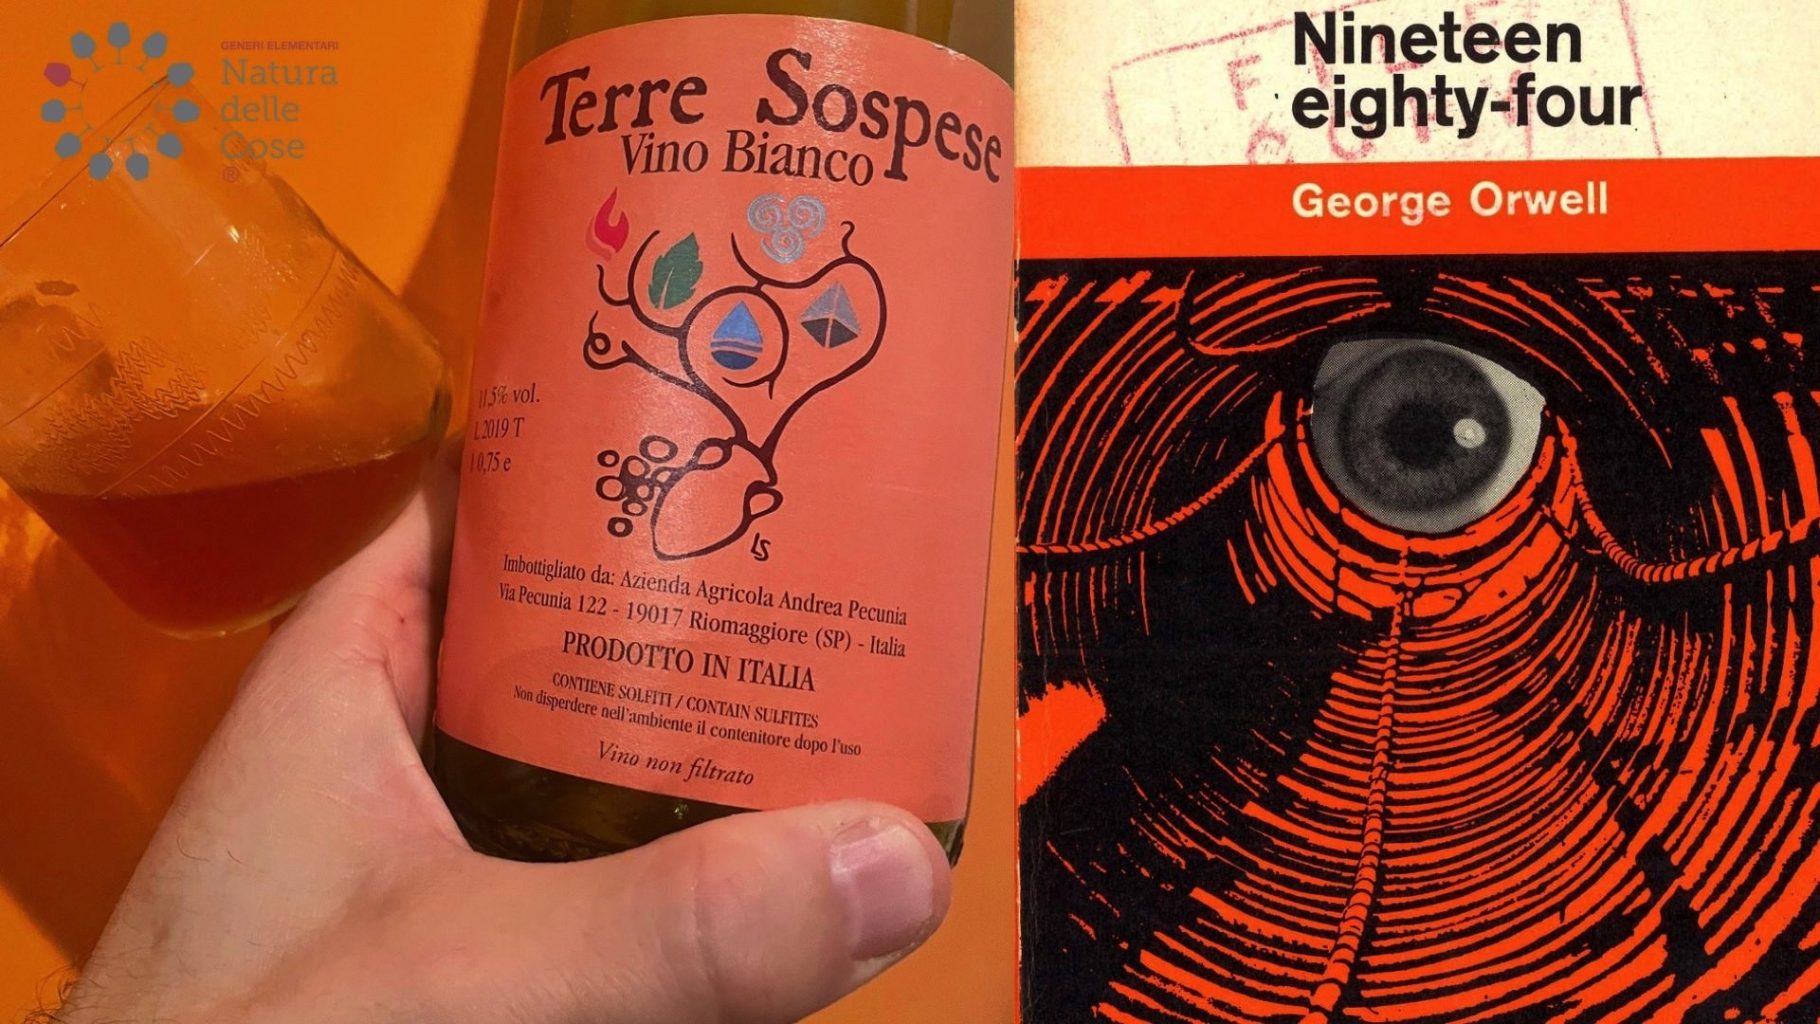 GENERI ELEMENTARI
Natura
delle
Cose
®
Terre Sospese
Vino Bianco
11,5% vol.
L 2019 T
0,75 e
LS
Imbottigliato da: Azienda Agricola Andrea Pecunia
Via Pecunia 122 - 19017 Riomaggiore (SP) - Italia
PRODOTTO IN ITALIA
CONTIENE SOLFITI / CONTAIN SULFITES
Non disperdere nell'ambiente il contenitore dopo l'uso
Vino non filtrato
Nineteen
eighty-four
George Orwell